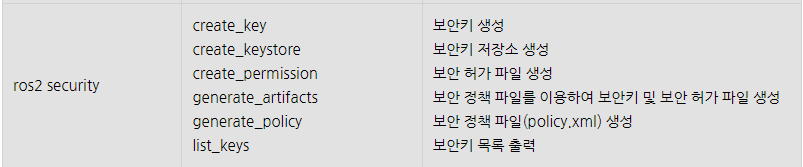 create_key 보안키 생성
create_keystore 보안키 저장소 생성
create_permission 보안 허가 파일 생성
ros2 security generate_artifacts 보안 정책 파일를 이용하여 보안키 및 보안 허가 파일 생성
generate_policy 보안 정책 파일(policy.xml) 생성
list_keys 보안키 목록 출력